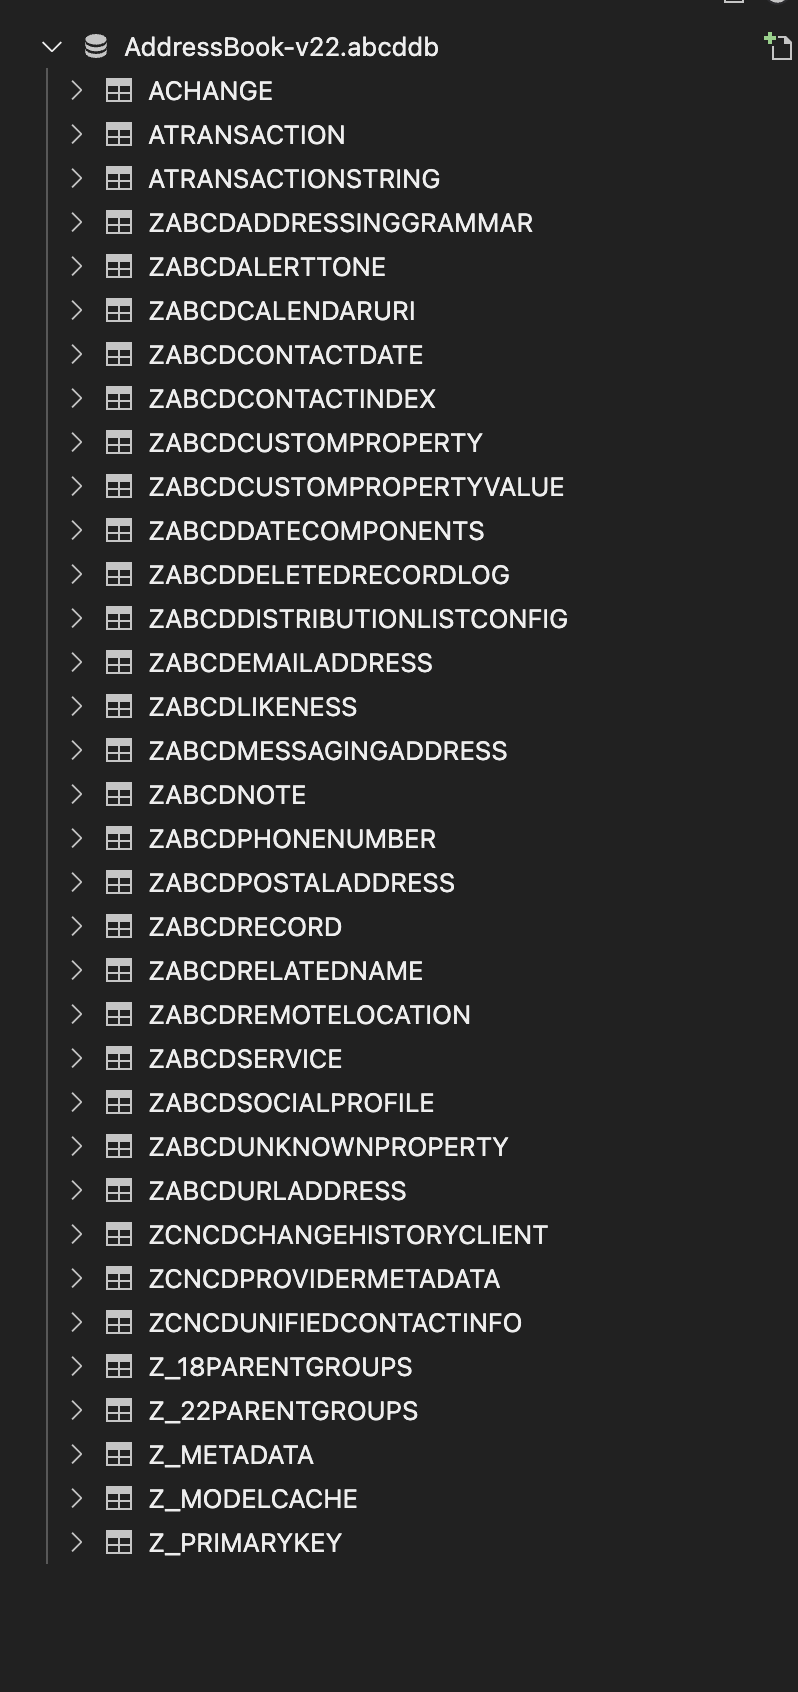 AddressBook-v22.abcddb
ACHANGE
ATRANSACTION
ATRANSACTIONSTRING
ZABCDADDRESSINGGRAMMAR
ZABCDALERTTONE
ZABCDCALENDARURI
ZABCDCONTACTDATE
ZABCDCONTACTINDEX
ZABCDCUSTOMPROPERTY
ZABCDCUSTOMPROPERTYVALUE
ZABCDDATECOMPONENTS
ZABCDDELETEDRECORDLOG
ZABCDDISTRIBUTIONLISTCONFIG
ZABCDEMAILADDRESS
ZABCDLIKENESS
ZABCDMESSAGINGADDRESS
ZABCDNOTE
ZABCDPHONENUMBER
ZABCDPOSTALADDRESS
ZABCDRECORD
ZABCDRELATEDNAME
ZABCDREMOTELOCATION
ZABCDSERVICE
ZABCDSOCIALPROFILE
ZABCDUNKNOWNPROPERTY
ZABCDURLADDRESS
ZCNCDCHANGEHISTORYCLIENT
ZCNCDPROVIDERMETADATA
ZCNCDUNIFIEDCONTACTINFO
Z_18PARENTGROUPS
Z_22PARENTGROUPS
Z_METADATA
Z_MODELCACHE
Z_PRIMARYKEY